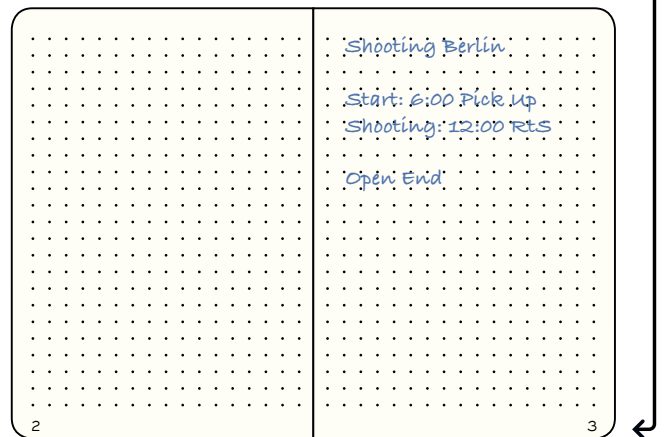 Shooting Berlin
Start: 6:00 Pick Up
Shooting: 12:00 RtS
Open End
2
3